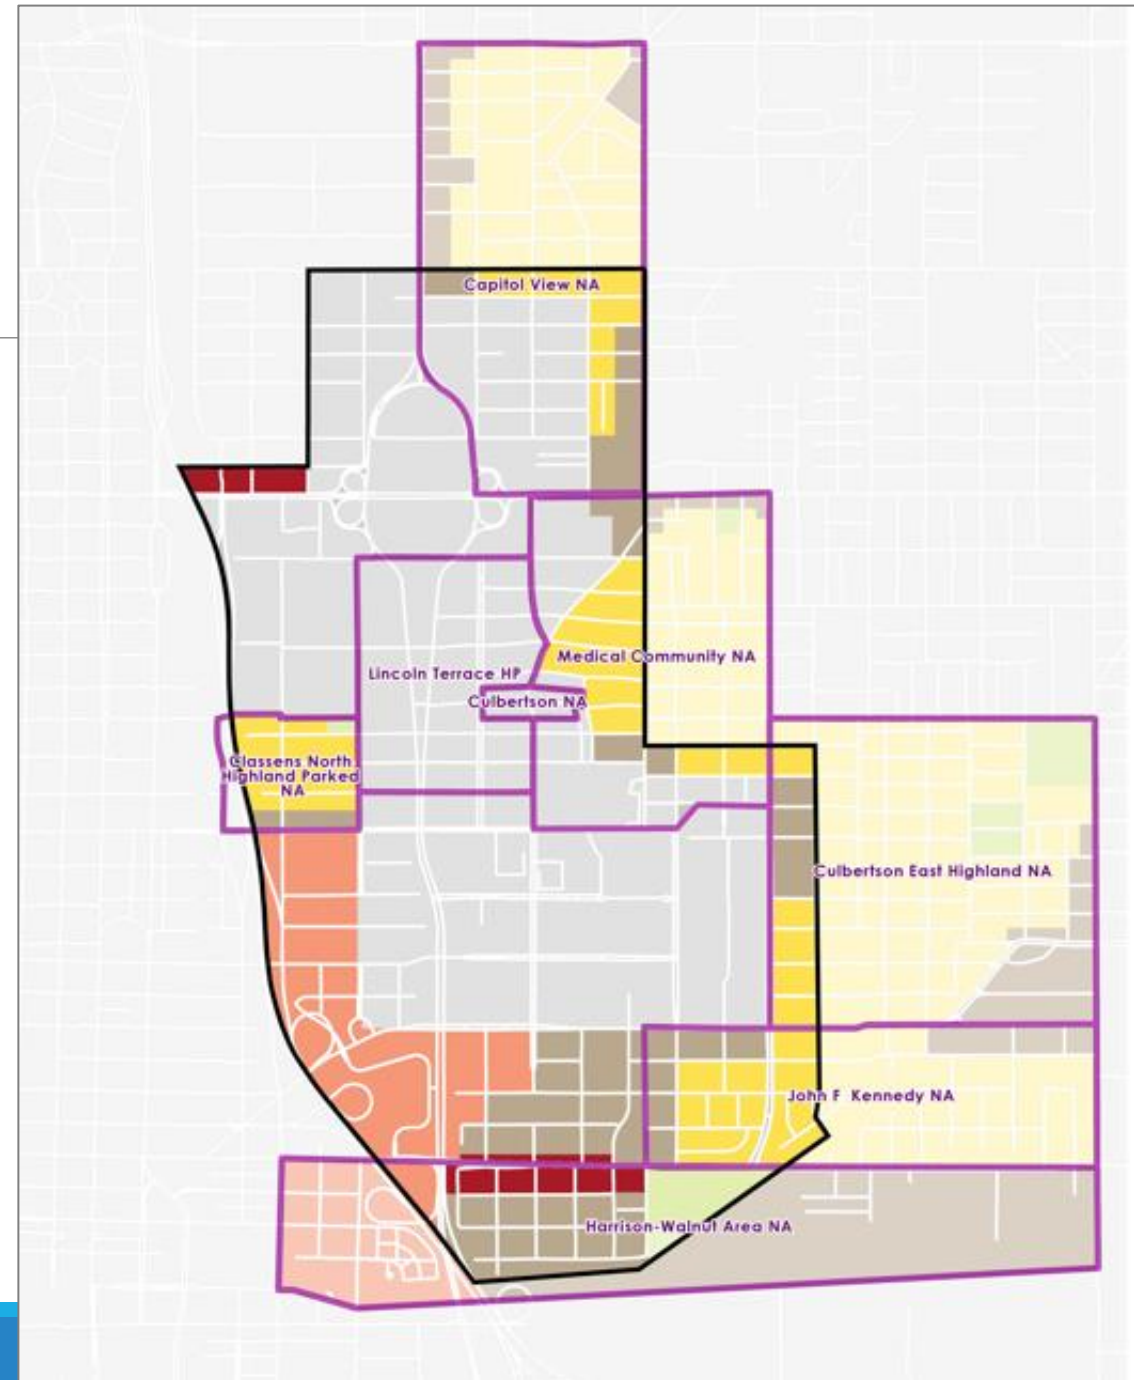 Capitol View NA
Medical Community NA
Lincoln Terrace HP
Culbertson NA
Classens North
Highland Parked
NA
Culbertson East Highland NA
John F Kennedy NA
Harrison-Walnut Area NA